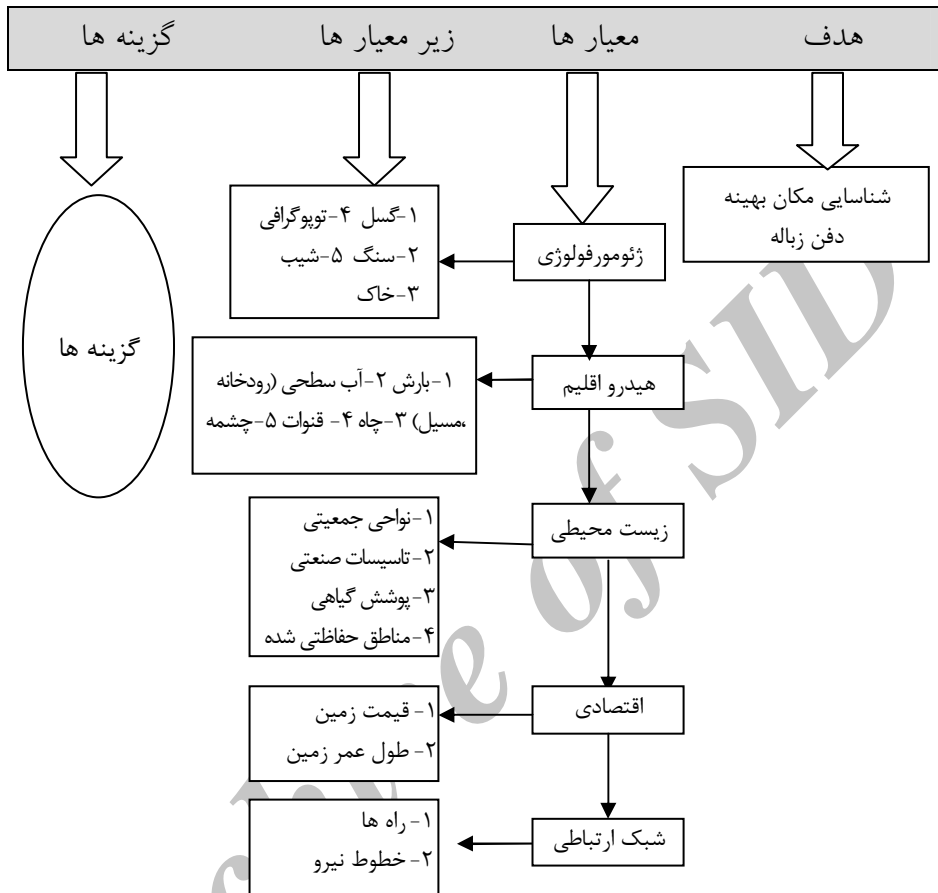 هدف
معیار ها
زیر معیار ها
گزینه ها
شناسایی مکان بهینه
دفن زباله
ژئومورفولوژی
۱-گسل ۴-توپوگرافی
۲-سنگ ۵-شیب
۳-خاک
گزینه ها
هیدرو اقلیم
۱-بارش ۲-آب سطحی (رودخانه
،مسیل) ۳-چاه ۴- قنوات ۵-چشمه
زیست محیطی
۱-نواحی جمعیتی
۲-تاسیسات صنعتی
۳-پوشش گیاهی
۴-مناطق حفاظتی شده
اقتصادی
۱- قیمت زمین
۲- طول عمر زمین
شبک ارتباطی
۱- راه ها
۲- خطوط نیرو
of SID